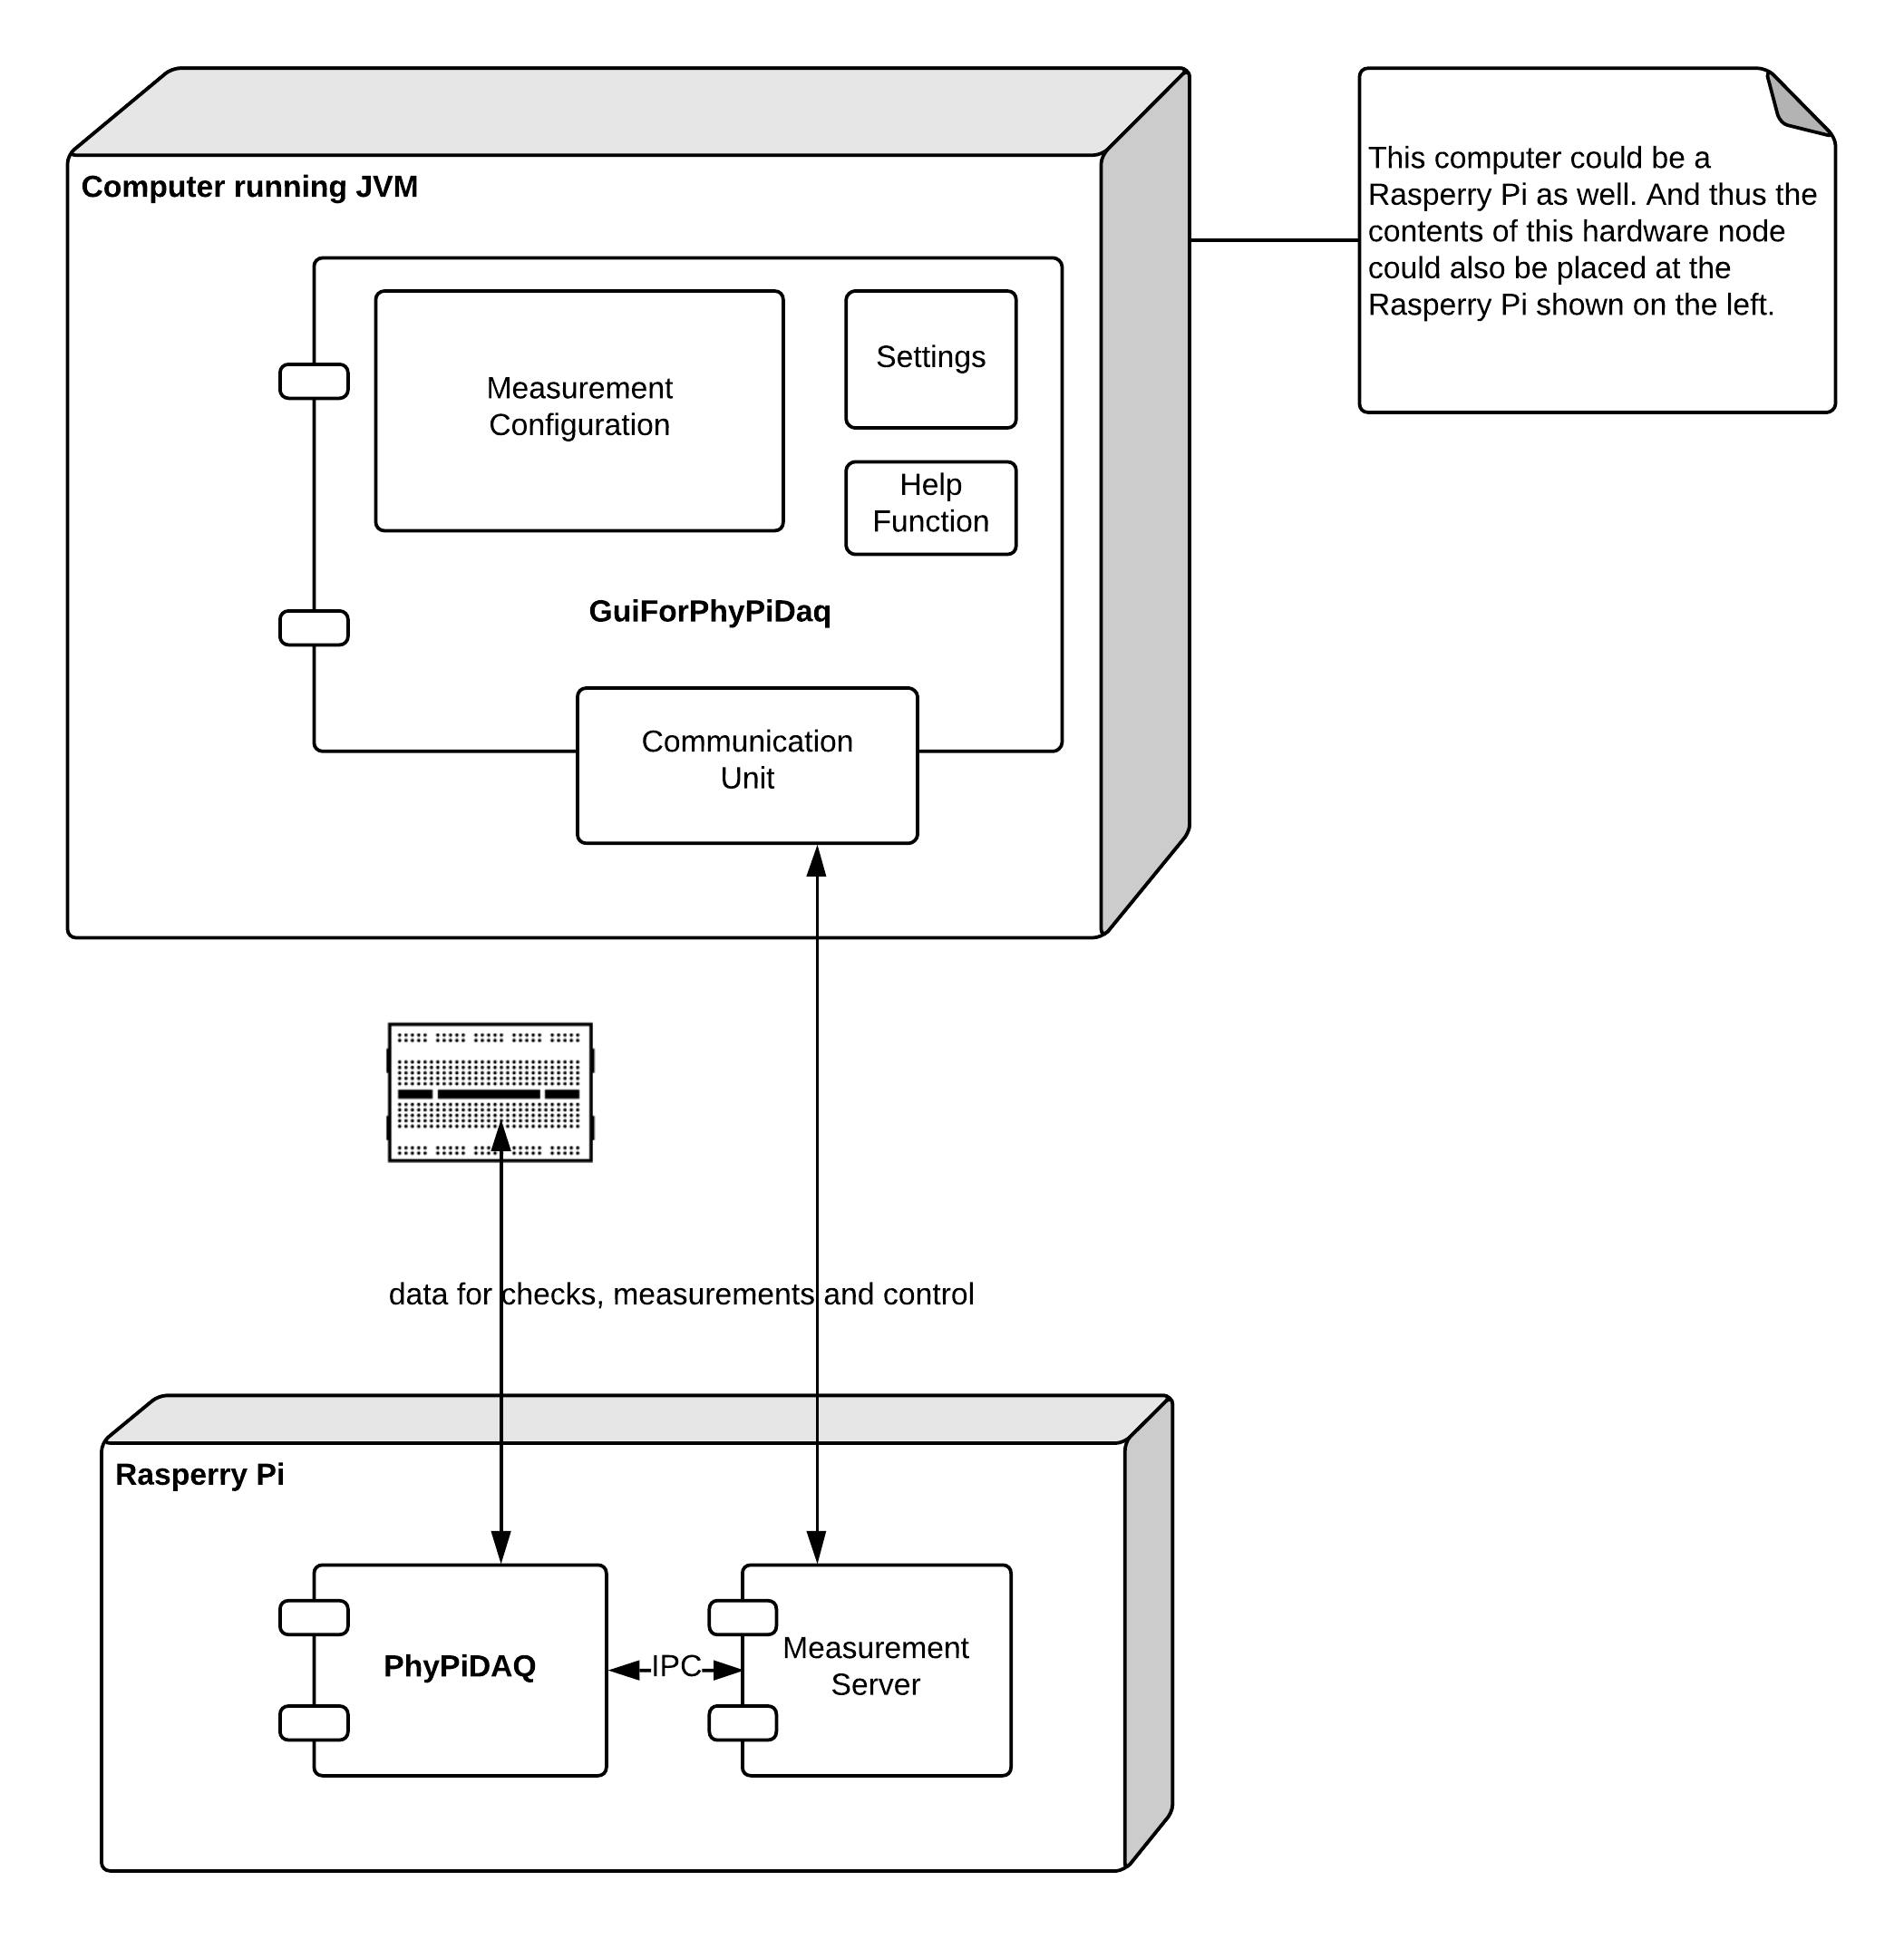 Computer running JVM
This computer could be a
Rasperry Pi as well. And thus the
contents of this hardware node
could also be placed at the
Rasperry Pi shown on the left.
Measurement
Configuration
Settings
Help
Function
GuiForPhyPiDaq
Communication
Unit
data for checks, measurements and control
Rasperry Pi
PhyPiDAQ
IPC
Measurement
Server